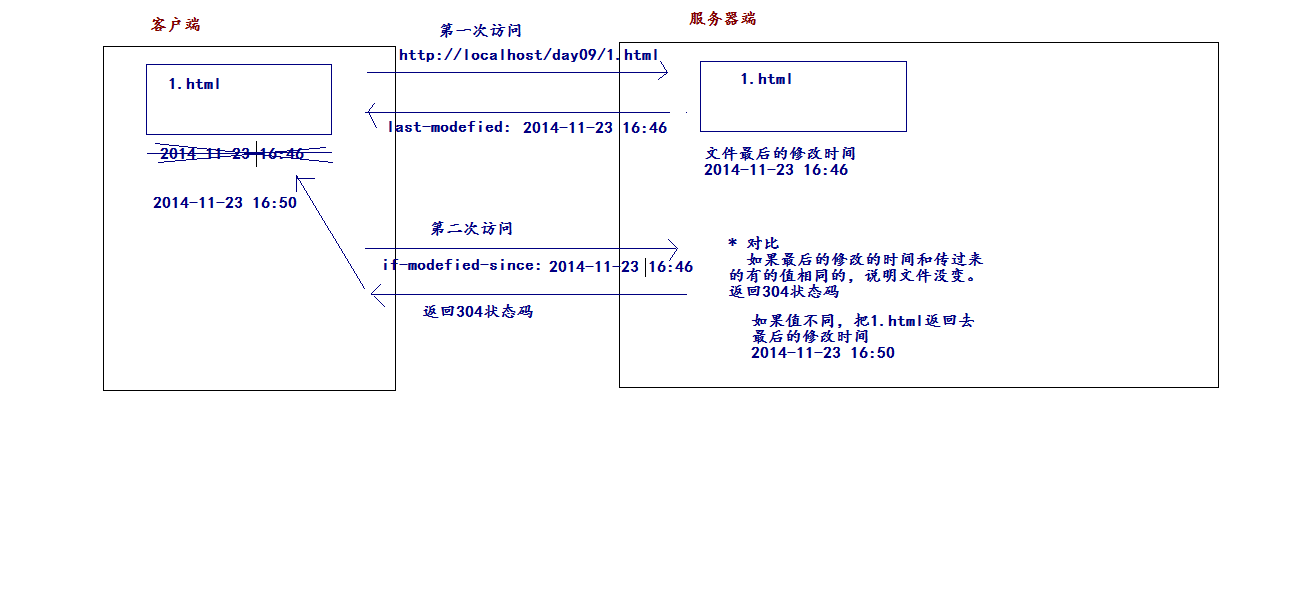 客户端
服务器端
第一次访问
http://localhost/day09/1.html
1.html
1.html
last-modefied: 2014-11-23 16:46
2014-11-23 16:46
文件最后的修改时间
2014-11-23 16:46
2014-11-23 16:50
第二次访问
if-modefied-since: 2014-11-23 16:46
返回304状态码
* 对比
如果最后的修改的时间和传过来
的有的值相同的，说明文件没变。
返回304状态码
如果值不同，把1.html返回去
最后的修改时间
2014-11-23 16:50